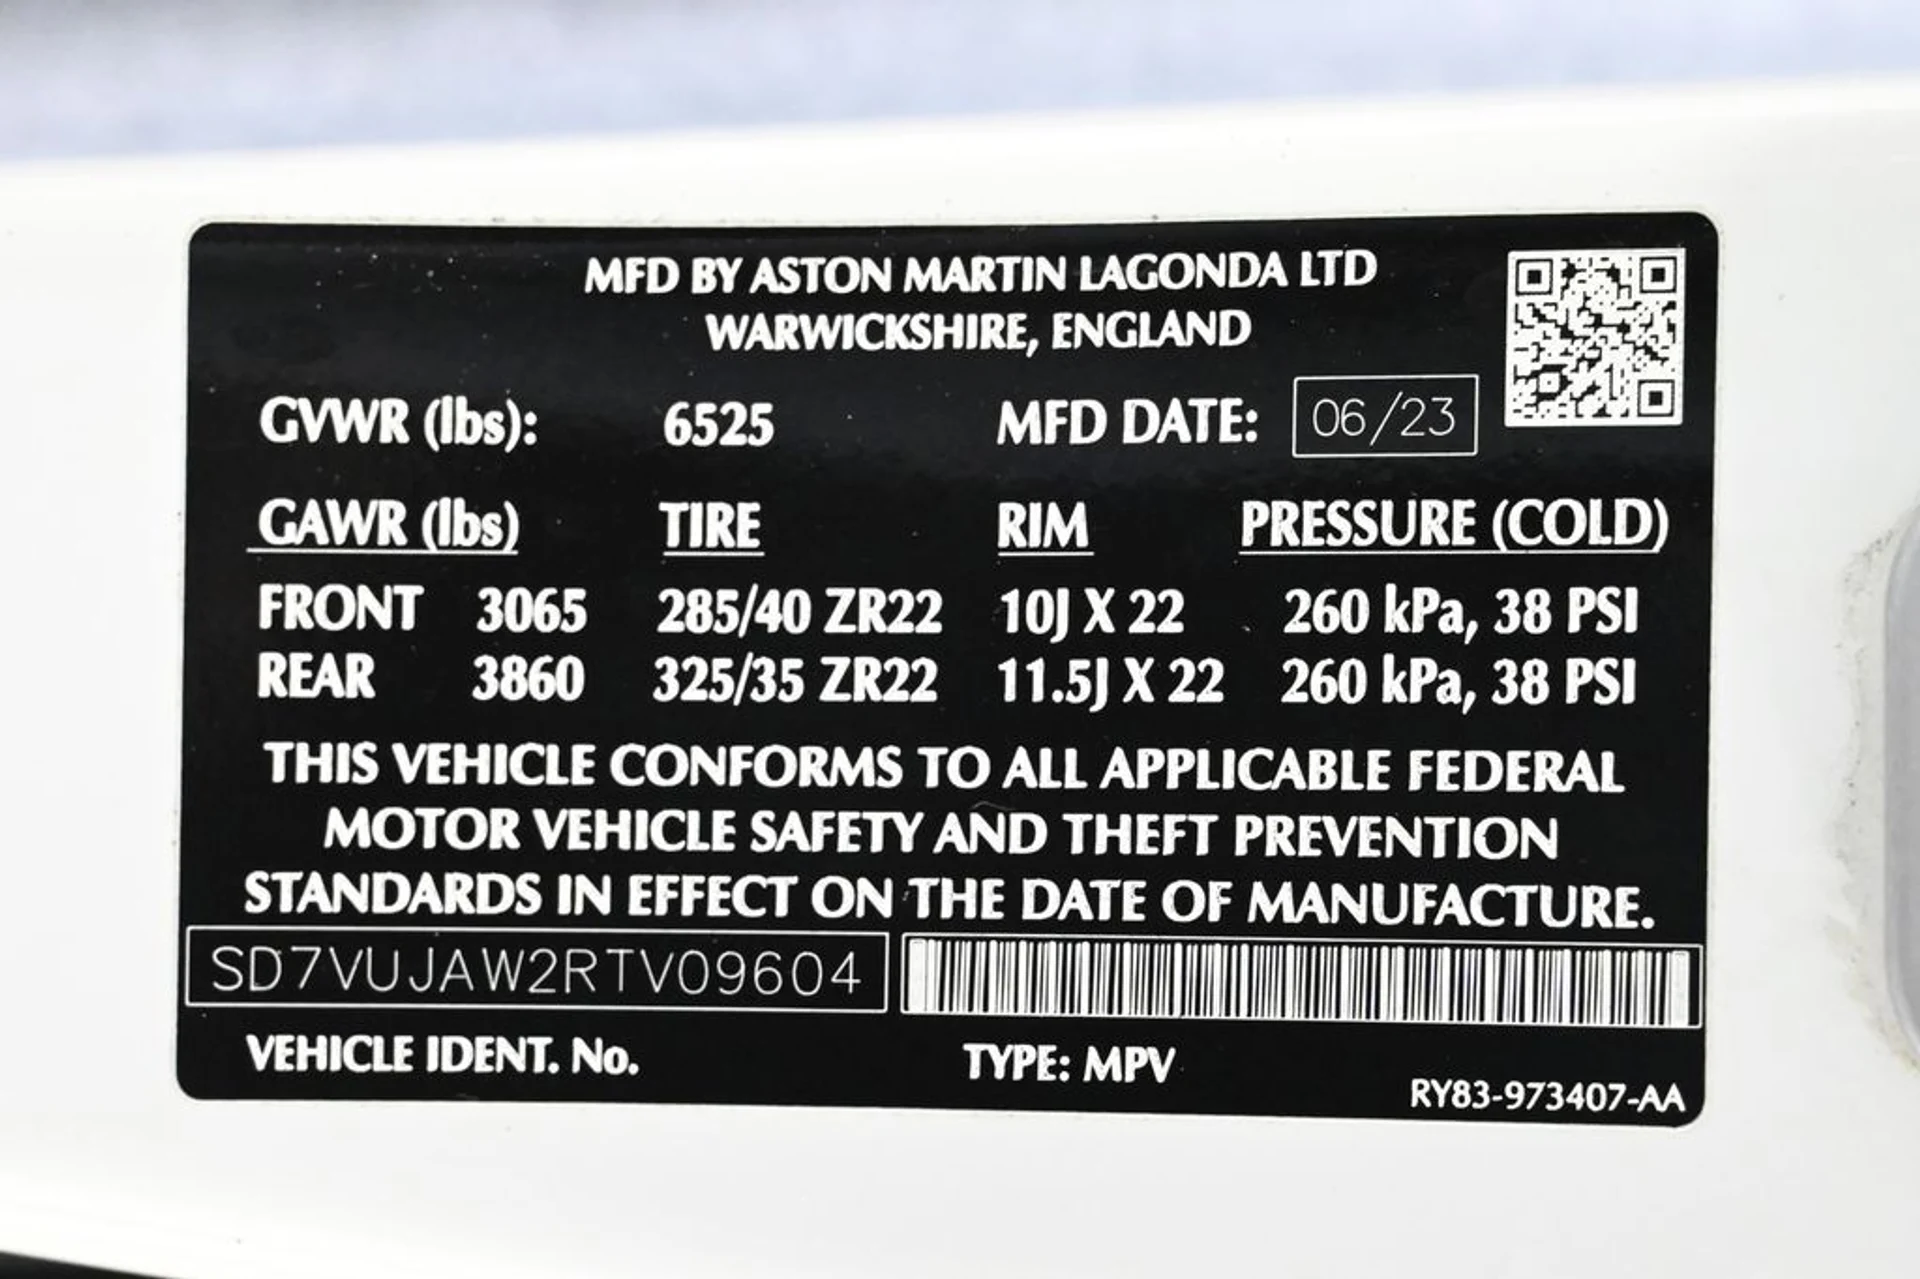 MFD BY ASTON MARTIN LAGONDA LTD
WARWICKSHIRE, ENGLAND
GVWR (lbs): 6525 MFD DATE: 06/23
GAWR (lbs) TIRE RIM PRESSURE (COLD)
FRONT 3065 285/40 ZR22 10J X 22 260 kPa, 38 PSI
REAR 3860 325/35 ZR22 11.5J X 22 260 kPa, 38 PSI
THIS VEHICLE CONFORMS TO ALL APPLICABLE FEDERAL
MOTOR VEHICLE SAFETY AND THEFT PREVENTION
STANDARDS IN EFFECT ON THE DATE OF MANUFACTURE.
SD7VUJAW2RTV09604
VEHICLE IDENT. No. TYPE: MPV
RY83-973407-AA